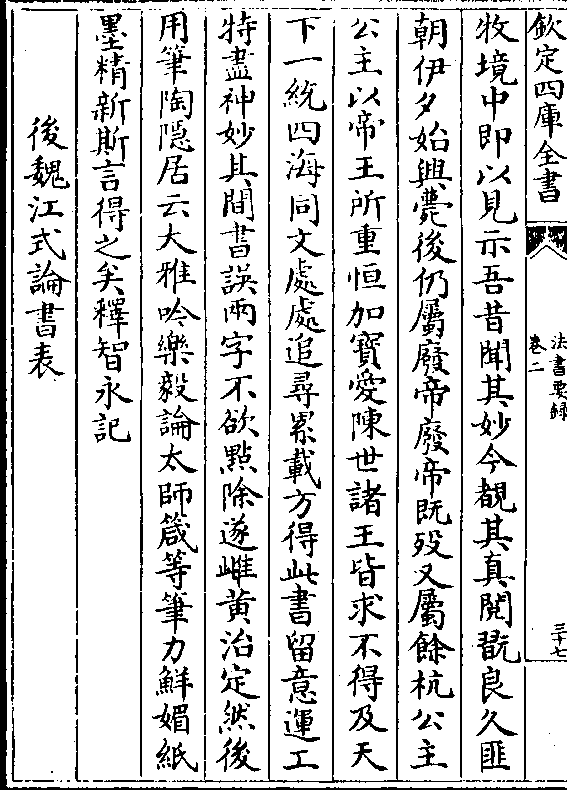 欽定四庫全書
法書要錄
卷二
三十七
牧境中即以見示吾昔聞其妙今覩其真閱翫良久匪
朝伊夕始興薨後仍屬廢帝廢帝既歿又屬餘杭公主
公主以帝王所重恒加寶愛陳世諸王皆求不得及天
下一統四海同文處處追尋累載方得此書留意運工
特盡神妙其間書誤兩字不欲點除遂雌黃治定然後
用筆陶隱居云大雅吟樂毅論太師箴等筆力鮮媚紙
墨精新斯言得之矣釋智永記
後魏江式論書表